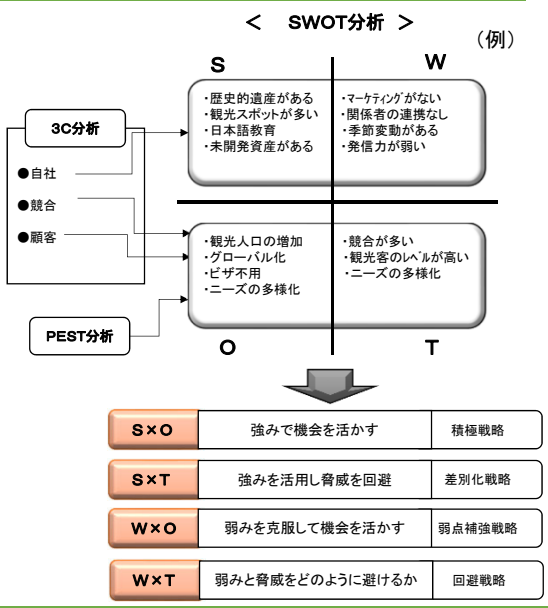 ＜ SWOT分析 ＞
（例）
S
W
・歴史的遺産がある
・観光スポットが多い
・日本語教育
・未開発資産がある
・マーケティングがない
・関係者の連携なし
・季節変動がある
・発信力が弱い
3C分析
●自社
●競合
●顧客
・観光人口の増加
・グローバル化
・ビザ不用
・ニーズの多様化
・競合が多い
・観光客のレベルが高い
・ニーズの多様化
PEST分析
O
T
S×O 強みで機会を活かす 積極戦略
S×T 強みを活用し脅威を回避 差別化戦略
W×O 弱みを克服して機会を活かす 弱点補強戦略
W×T 弱みと脅威をどのように避けるか 回避戦略